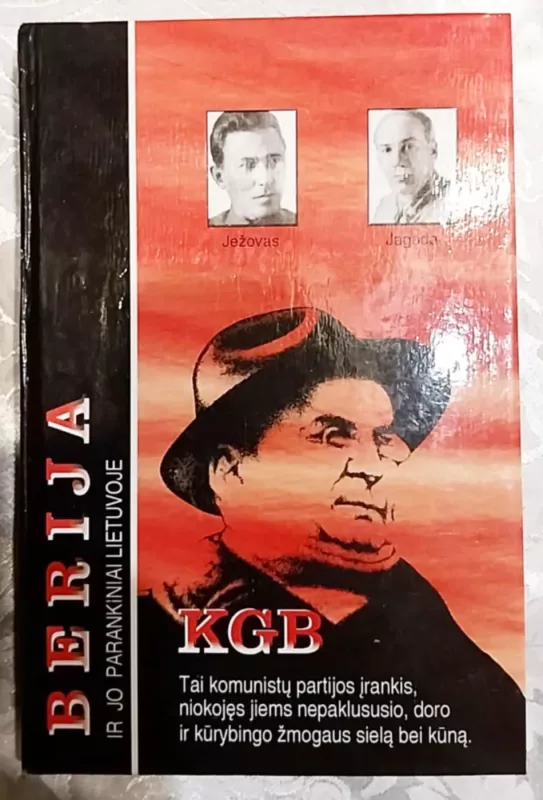 BERIJA
IR JO PARANKINIAI LIETUVOJE
Ježovas
Jagoda
KGB
Tai komunistų partijos įrankis,
niokojęs jiems nepaklususio, doro
ir kūrybingo žmogaus sielą bei kūną.